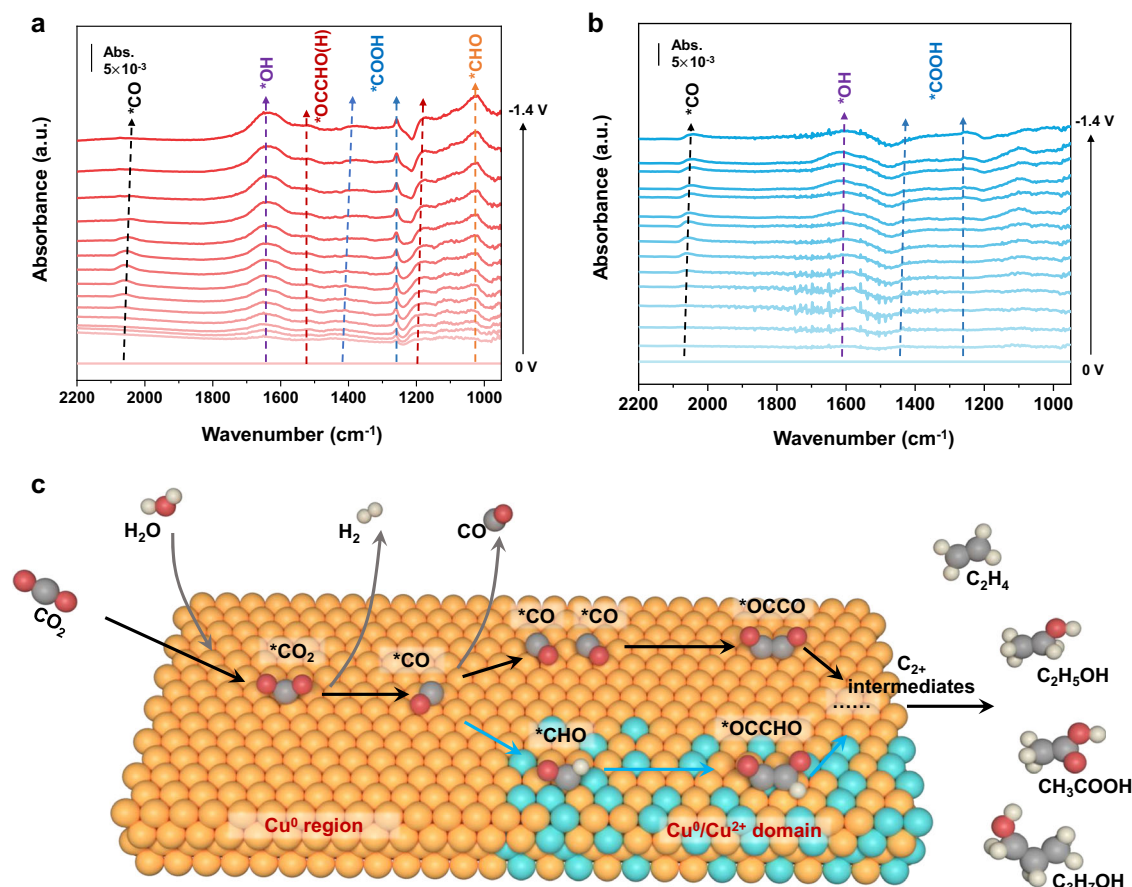 a
Abs.
5×10⁻³
*CO
*OH
*OCCHO(H)
*COOH
*CHO
-1.4 V
0 V
Absorbance (a.u.)
2200 2000 1800 1600 1400 1200 1000
Wavenumber (cm⁻¹)
b
Abs.
5×10⁻³
*CO
*OH
*COOH
-1.4 V
0 V
Absorbance (a.u.)
2200 2000 1800 1600 1400 1200 1000
Wavenumber (cm⁻¹)
c
H₂O
H₂
CO
CO₂
*CO₂
*CO
*CO *CO
*OCCO
*CHO
*OCCHO
C₂₊
intermediates
......
Cu⁰ region
Cu⁰/Cu²⁺ domain
C₂H₄
C₂H₅OH
CH₃COOH